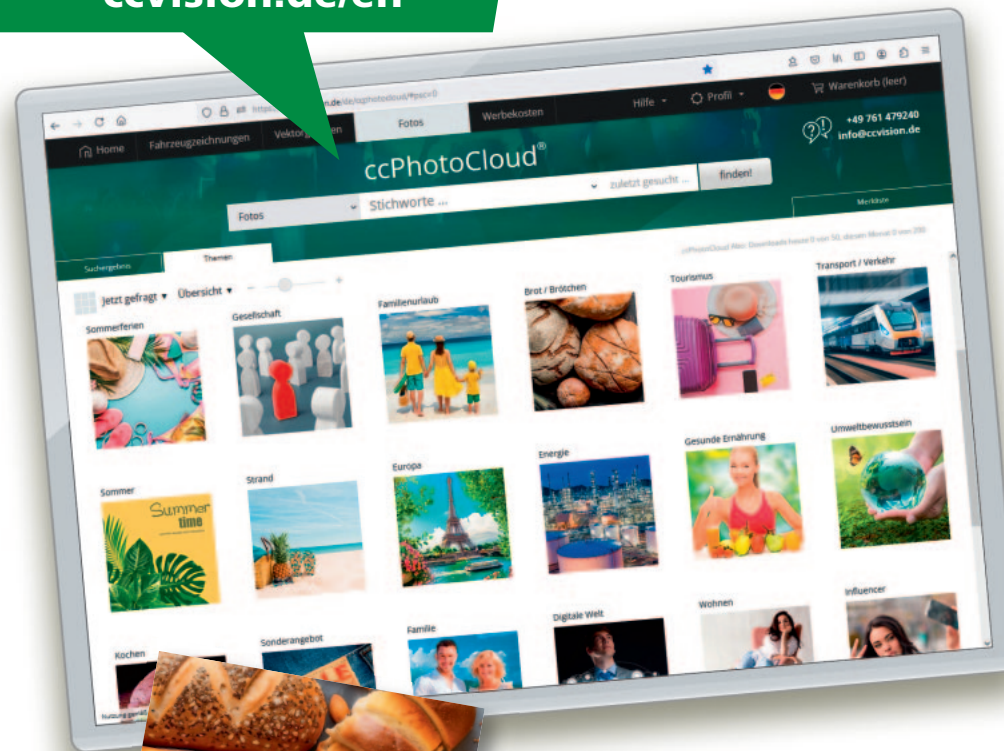 ccvision.de/en
Home
Fahrzeugzeichnungen
Fotos
Werbekosten
Hilfe
Profil
Warenkorb (leer)
+49 761 479240
info@ccvision.de
ccPhotoCloud®
Fotos
Stichworte ...
zuletzt gesucht ...
finden!
Suchergebnis
Themen
Merkliste
Jetzt gefragt
Übersicht
Sommerferien
Gesellschaft
Familienurlaub
Brot / Brötchen
Tourismus
Transport / Verkehr
Sommer
Strand
Europa
Energie
Gesunde Ernährung
Umweltbewusstsein
Summer
time
Kochen
Sonderangebot
Familie
Digitale Welt
Wohnen
Influencer